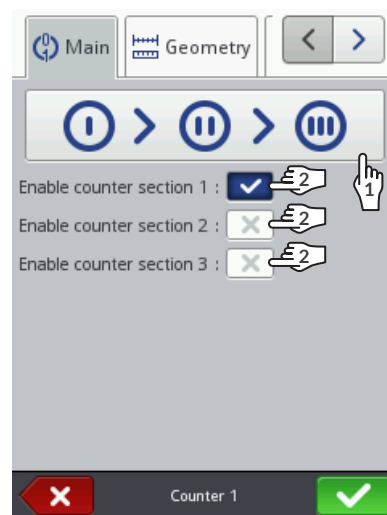 Main Geometry
1
Enable counter section 1 : 2
Enable counter section 2 : 2
Enable counter section 3 : 2
Counter 1